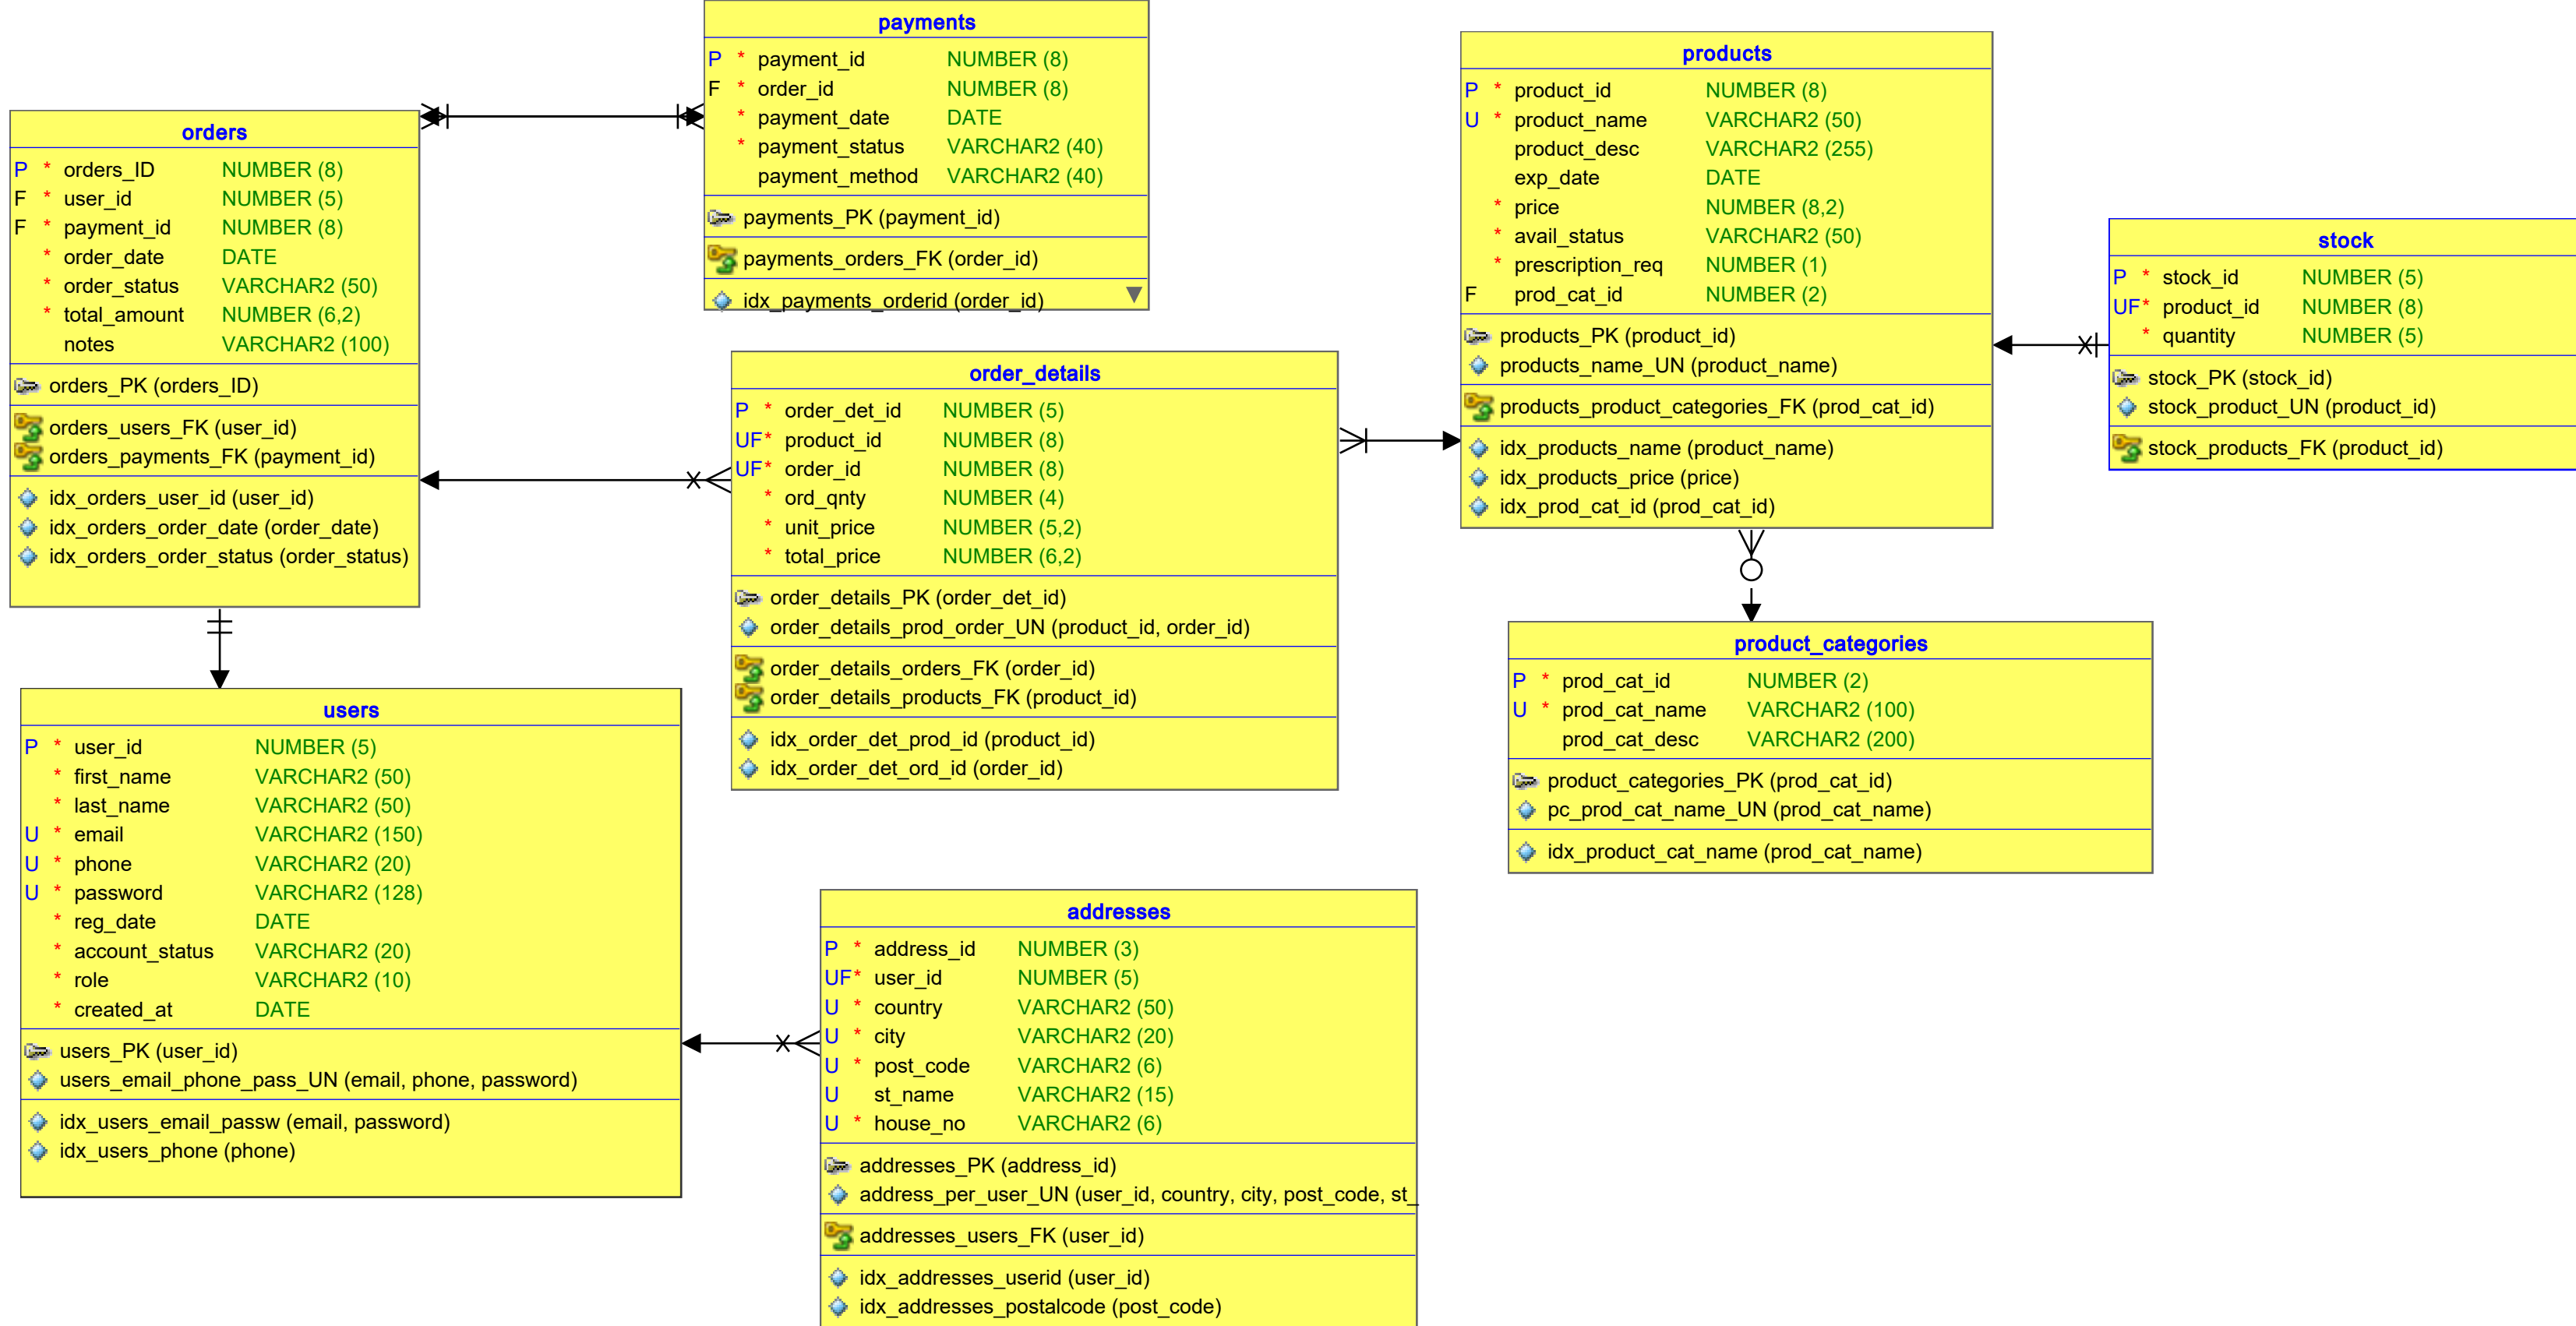 payments
P * payment_id NUMBER (8)
F * order_id NUMBER (8)
* payment_date DATE
* payment_status VARCHAR2 (40)
payment_method VARCHAR2 (40)
payments_PK (payment_id)
payments_orders_FK (order_id)
idx_payments_orderid (order_id)
products
P * product_id NUMBER (8)
U * product_name VARCHAR2 (50)
product_desc VARCHAR2 (255)
exp_date DATE
* price NUMBER (8,2)
* avail_status VARCHAR2 (50)
* prescription_req NUMBER (1)
F prod_cat_id NUMBER (2)
products_PK (product_id)
products_name_UN (product_name)
products_product_categories_FK (prod_cat_id)
idx_products_name (product_name)
idx_products_price (price)
idx_prod_cat_id (prod_cat_id)
orders
P * orders_ID NUMBER (8)
F * user_id NUMBER (5)
F * payment_id NUMBER (8)
* order_date DATE
* order_status VARCHAR2 (50)
* total_amount NUMBER (6,2)
notes VARCHAR2 (100)
orders_PK (orders_ID)
orders_users_FK (user_id)
orders_payments_FK (payment_id)
idx_orders_user_id (user_id)
idx_orders_order_date (order_date)
idx_orders_order_status (order_status)
stock
P * stock_id NUMBER (5)
UF* product_id NUMBER (8)
* quantity NUMBER (5)
stock_PK (stock_id)
stock_product_UN (product_id)
stock_products_FK (product_id)
order_details
P * order_det_id NUMBER (5)
UF* product_id NUMBER (8)
UF* order_id NUMBER (8)
* ord_qnty NUMBER (4)
* unit_price NUMBER (5,2)
* total_price NUMBER (6,2)
order_details_PK (order_det_id)
order_details_prod_order_UN (product_id, order_id)
order_details_orders_FK (order_id)
order_details_products_FK (product_id)
idx_order_det_prod_id (product_id)
idx_order_det_ord_id (order_id)
product_categories
P * prod_cat_id NUMBER (2)
U * prod_cat_name VARCHAR2 (100)
prod_cat_desc VARCHAR2 (200)
product_categories_PK (prod_cat_id)
pc_prod_cat_name_UN (prod_cat_name)
idx_product_cat_name (prod_cat_name)
users
P * user_id NUMBER (5)
* first_name VARCHAR2 (50)
* last_name VARCHAR2 (50)
U * email VARCHAR2 (150)
U * phone VARCHAR2 (20)
U * password VARCHAR2 (128)
* reg_date DATE
* account_status VARCHAR2 (20)
* role VARCHAR2 (10)
* created_at DATE
users_PK (user_id)
users_email_phone_pass_UN (email, phone, password)
idx_users_email_passw (email, password)
idx_users_phone (phone)
addresses
P * address_id NUMBER (3)
UF* user_id NUMBER (5)
U * country VARCHAR2 (50)
U * city VARCHAR2 (20)
U * post_code VARCHAR2 (6)
U st_name VARCHAR2 (15)
U * house_no VARCHAR2 (6)
addresses_PK (address_id)
address_per_user_UN (user_id, country, city, post_code, st_
addresses_users_FK (user_id)
idx_addresses_userid (user_id)
idx_addresses_postalcode (post_code)